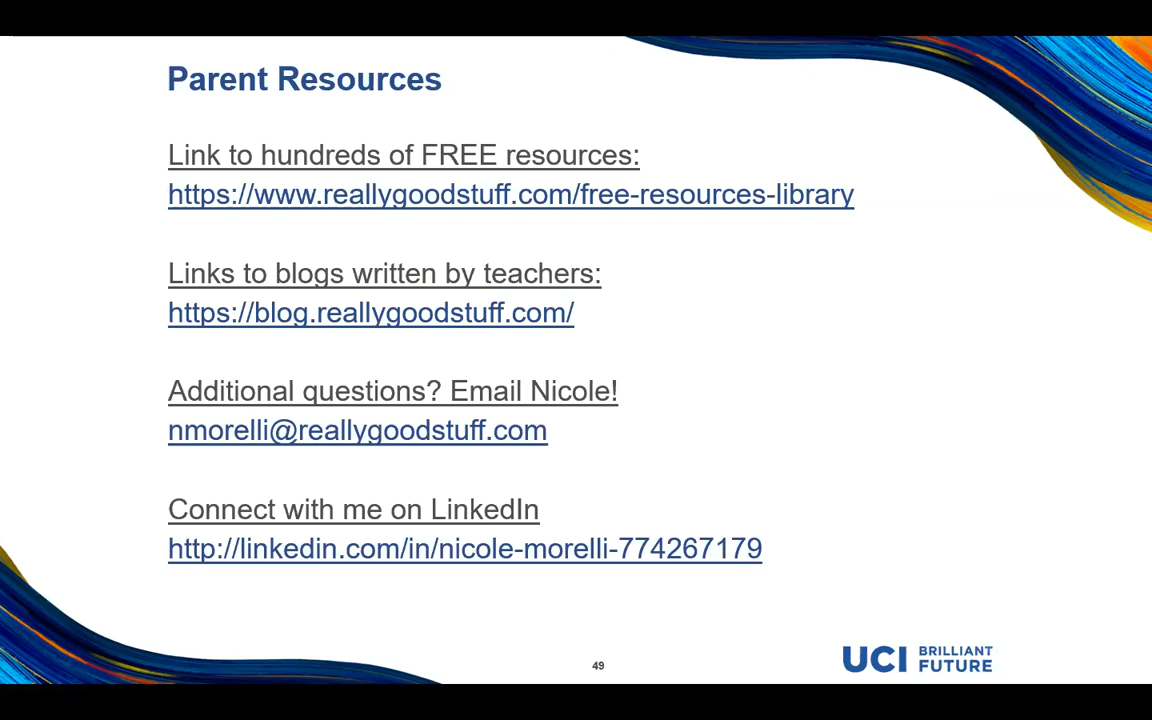 Parent Resources
Link to hundreds of FREE resources:
https://www.reallygoodstuff.com/free-resources-library
Links to blogs written by teachers:
https://blog.reallygoodstuff.com/
Additional questions? Email Nicole!
nmorelli@reallygoodstuff.com
Connect with me on LinkedIn
http://linkedin.com/in/nicole-morelli-774267179
49
UCI BRILLIANT
FUTURE